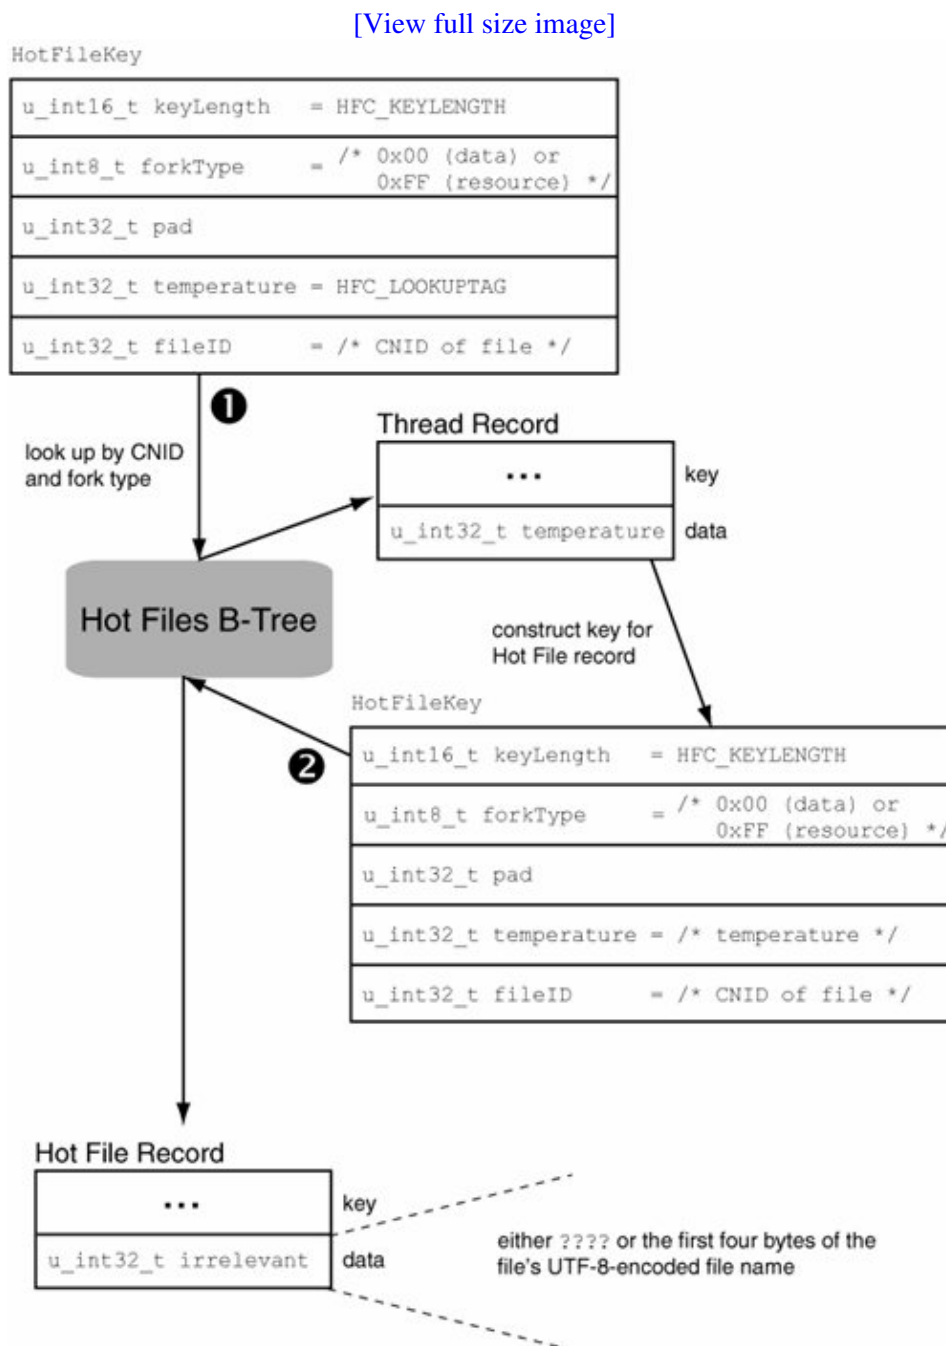 [View full size image]
HotFileKey
u_int16_t keyLength = HFC_KEYLENGTH
u_int8_t forkType = /* 0x00 (data) or
0xFF (resource) */
u_int32_t pad
u_int32_t temperature = HFC_LOOKUPTAG
u_int32_t fileID = /* CNID of file */
1
look up by CNID
and fork type
Thread Record
... key
u_int32_t temperature data
Hot Files B-Tree
construct key for
Hot File record
HotFileKey
2
u_int16_t keyLength = HFC_KEYLENGTH
u_int8_t forkType = /* 0x00 (data) or
0xFF (resource) */
u_int32_t pad
u_int32_t temperature = /* temperature */
u_int32_t fileID = /* CNID of file */
Hot File Record
... key
u_int32_t irrelevant data
either ???? or the first four bytes of the
file's UTF-8-encoded file name